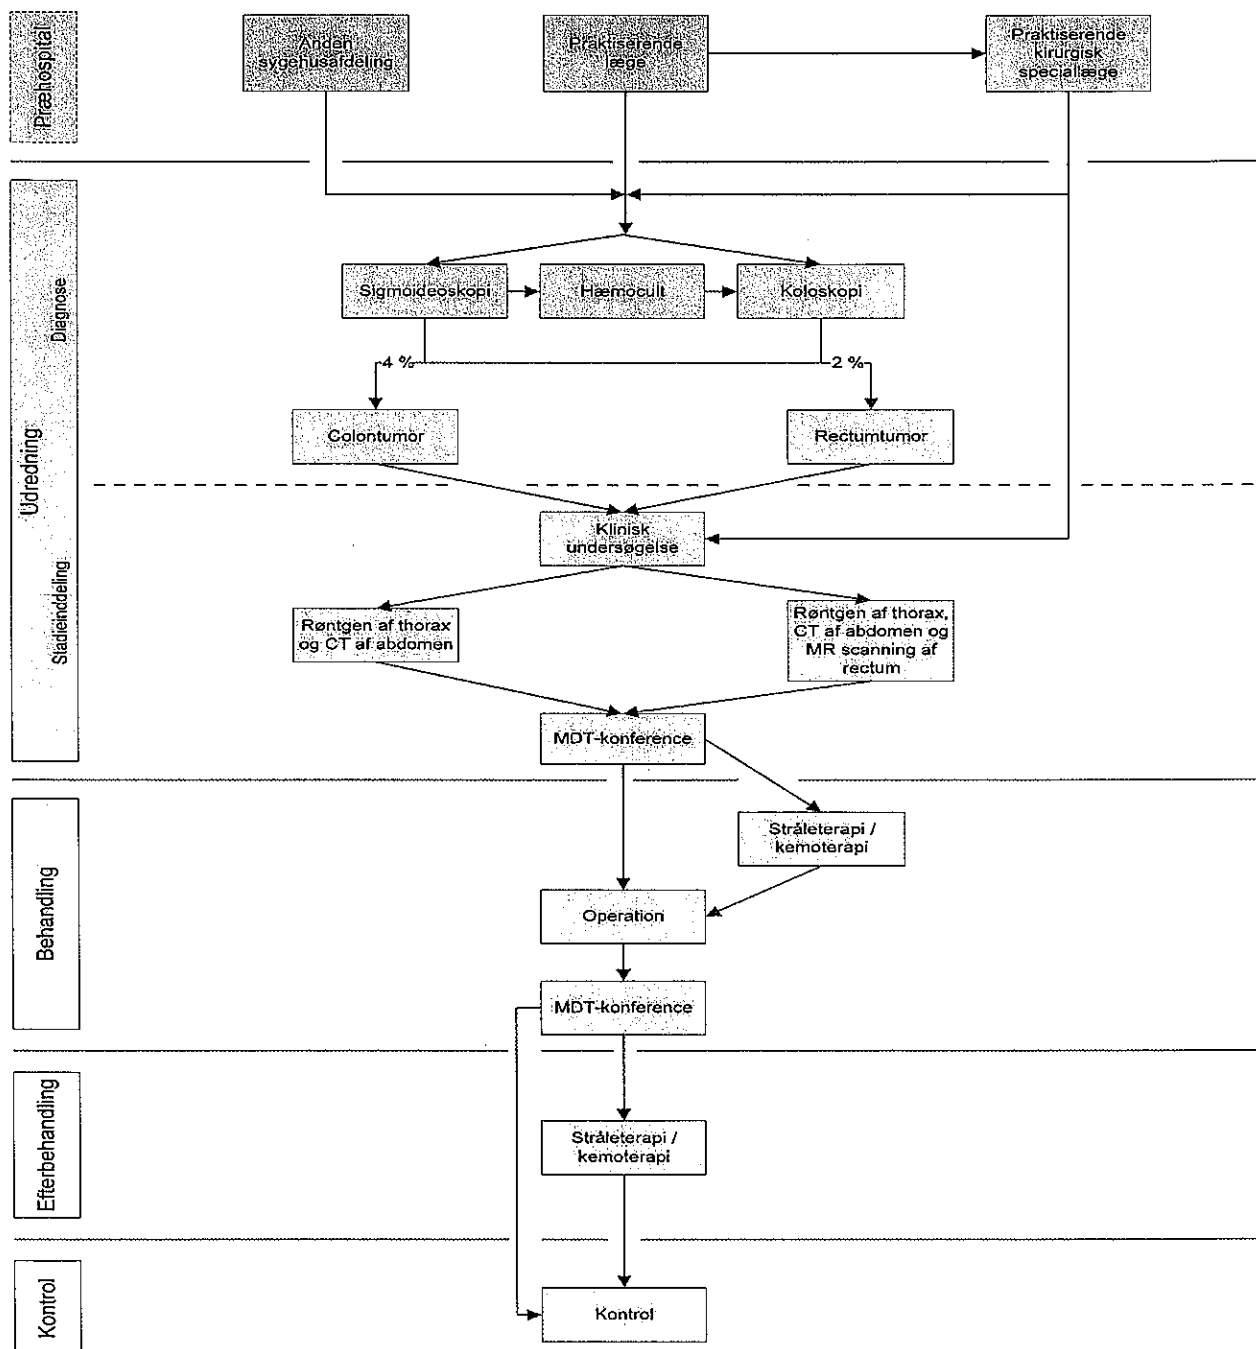 Præhospital
Anden
sygehusafdeling
Praktiserende
læge
Praktiserende
kirurgisk
speciallæge
Udredning
Diagnose
Sigmoideoskopi
Hæmocult
Koloskopi
4 %
2 %
Colontumor
Rectumtumor
Stadieinddeling
Klinisk
undersøgelse
Røntgen af thorax
og CT af abdomen
Røntgen af thorax,
CT af abdomen og
MR scanning af
rectum
MDT-konference
Behandling
Stråleterapi /
kemoterapi
Operation
MDT-konference
Efterbehandling
Stråleterapi /
kemoterapi
Kontrol
Kontrol